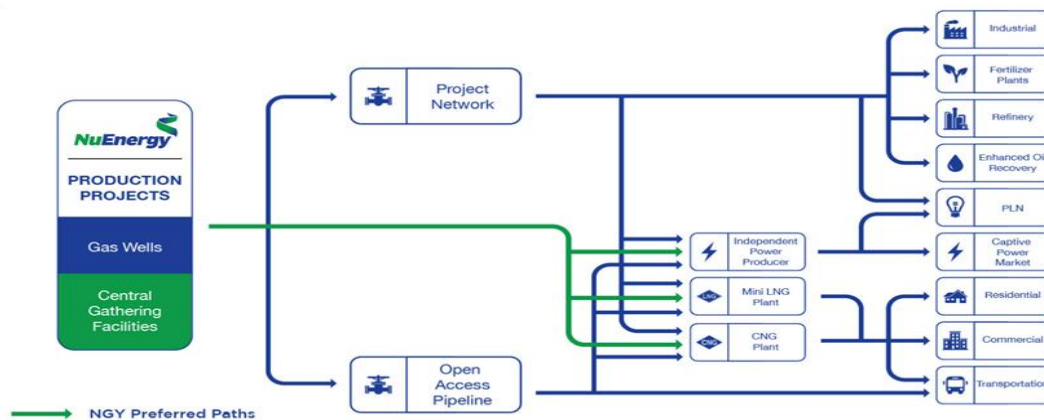 NuEnergy
PRODUCTION
PROJECTS
Gas Wells
Central
Gathering
Facilities
Project
Network
Open
Access
Pipeline
Independent
Power
Producer
LNG
Mini LNG
Plant
CNG
CNG
Plant
Industrial
Fertilizer
Plants
Refinery
Enhanced Oi
Recovery
PLN
Captive
Power
Market
Residential
Commercial
Transportation
NGY Preferred Paths